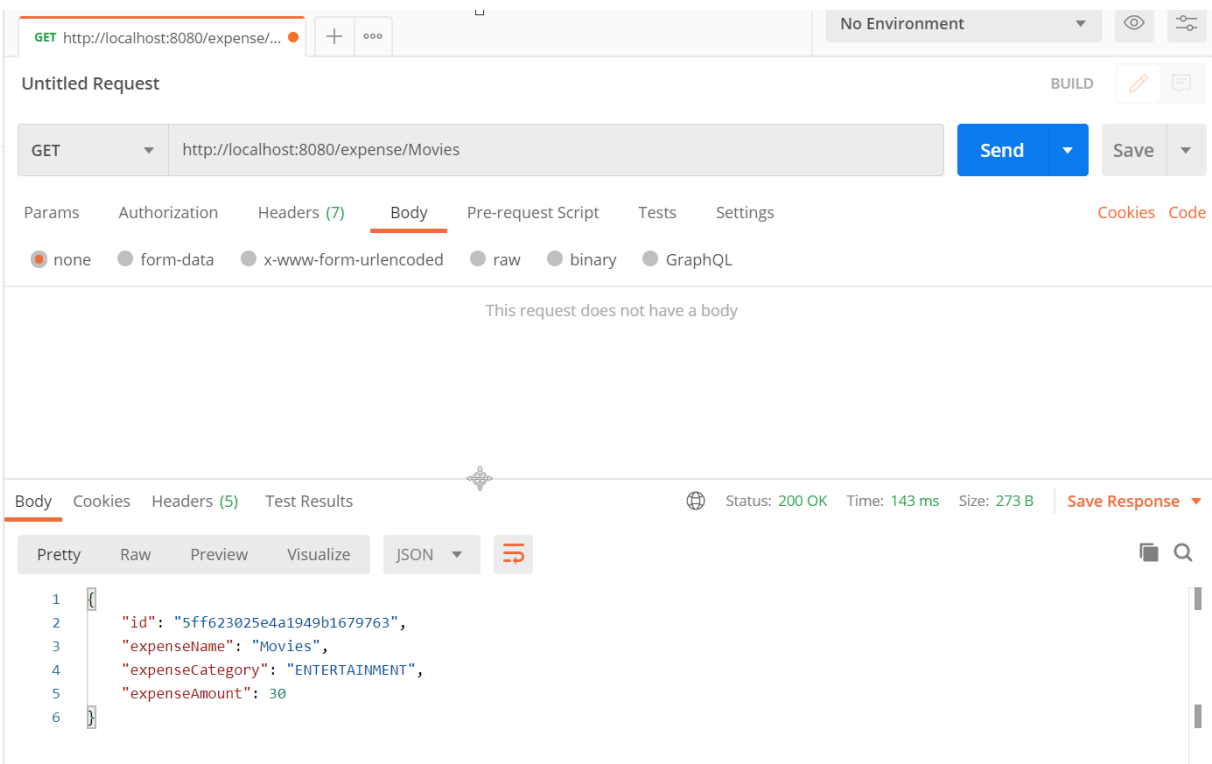 GET http://localhost:8080/expense/... No Environment
Untitled Request BUILD
GET http://localhost:8080/expense/Movies Send Save
Params Authorization Headers (7) Body Pre-request Script Tests Settings Cookies Code
none form-data x-www-form-urlencoded raw binary GraphQL
This request does not have a body
Body Cookies Headers (5) Test Results Status: 200 OK Time: 143 ms Size: 273 B Save Response
Pretty Raw Preview Visualize JSON
1 {
2 "id": "5ff623025e4a1949b1679763",
3 "expenseName": "Movies",
4 "expenseCategory": "ENTERTAINMENT",
5 "expenseAmount": 30
6 }